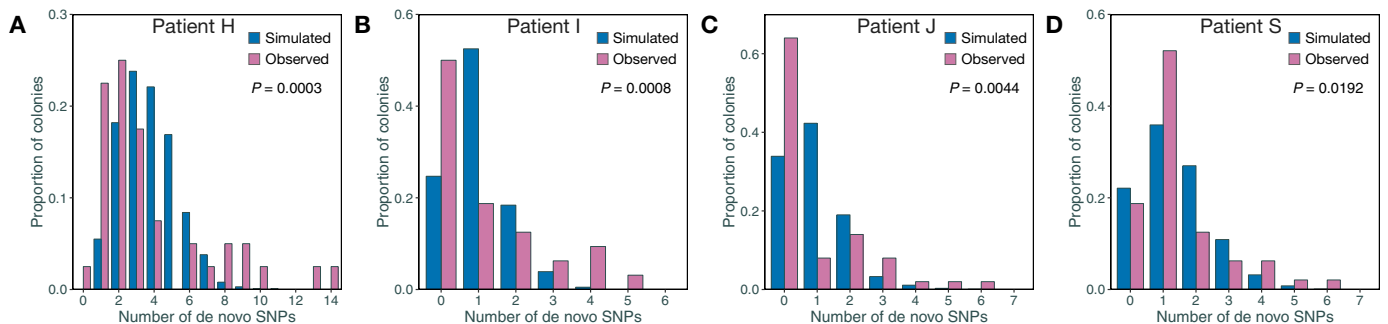 A
Patient H
Simulated
Observed
P = 0.0003
Proportion of colonies
0.3
0.2
0.1
0.0
0 2 4 6 8 10 12 14
Number of de novo SNPs
B
Patient I
Simulated
Observed
P = 0.0008
Proportion of colonies
0.6
0.4
0.2
0.0
0 1 2 3 4 5 6
Number of de novo SNPs
C
Patient J
Simulated
Observed
P = 0.0044
Proportion of colonies
0.6
0.4
0.2
0.0
0 1 2 3 4 5 6 7
Number of de novo SNPs
D
Patient S
Simulated
Observed
P = 0.0192
Proportion of colonies
0.6
0.4
0.2
0.0
0 1 2 3 4 5 6 7
Number of de novo SNPs